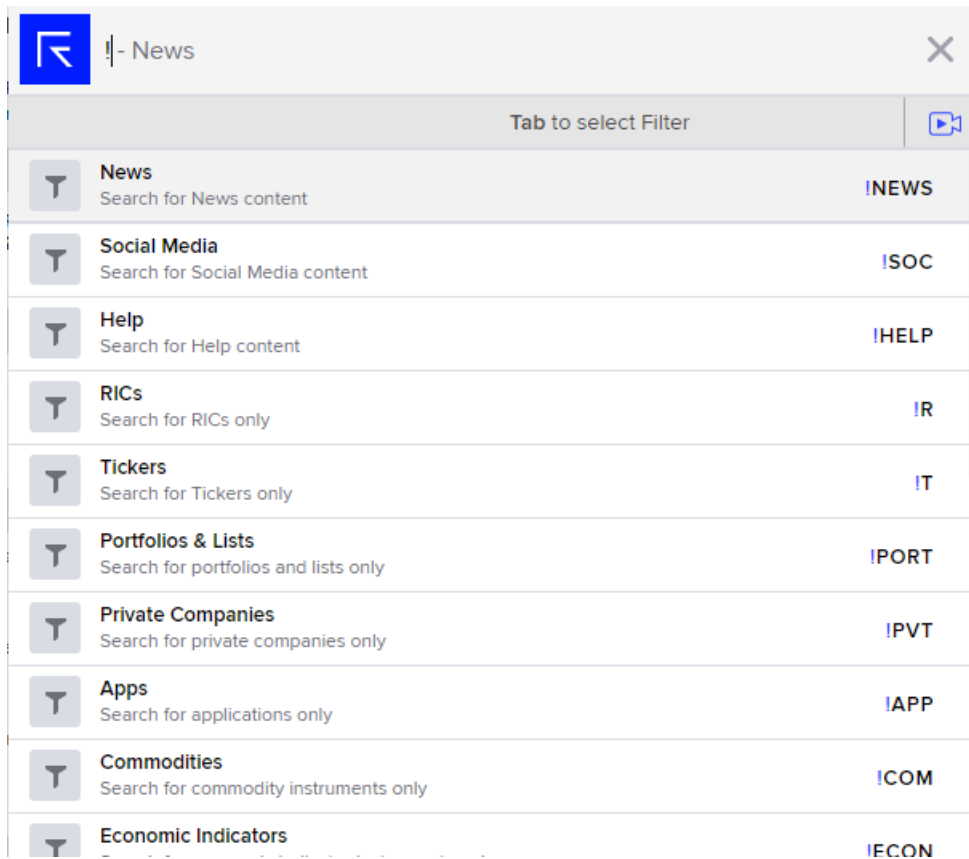 ! - News
Tab to select Filter
News
Search for News content
!NEWS
Social Media
Search for Social Media content
!SOC
Help
Search for Help content
!HELP
RICs
Search for RICs only
!R
Tickers
Search for Tickers only
!T
Portfolios & Lists
Search for portfolios and lists only
!PORT
Private Companies
Search for private companies only
!PVT
Apps
Search for applications only
!APP
Commodities
Search for commodity instruments only
!COM
Economic Indicators
!ECON